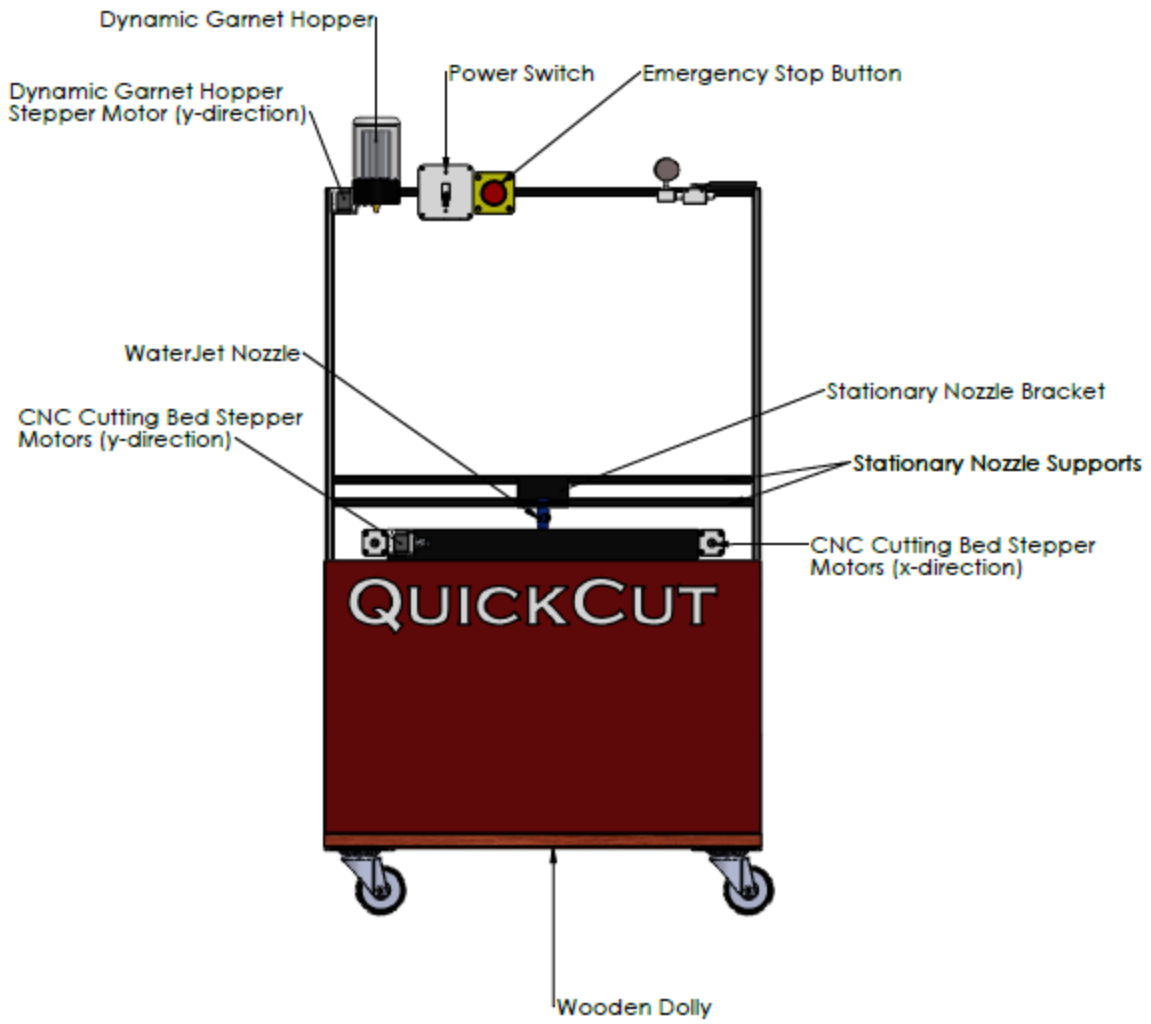 Dynamic Garnet Hopper
Power Switch
Emergency Stop Button
Dynamic Garnet Hopper
Stepper Motor (y-direction)
WaterJet Nozzle
Stationary Nozzle Bracket
CNC Cutting Bed Stepper
Motors (y-direction)
Stationary Nozzle Supports
CNC Cutting Bed Stepper
Motors (x-direction)
QUICKCUT
Wooden Dolly